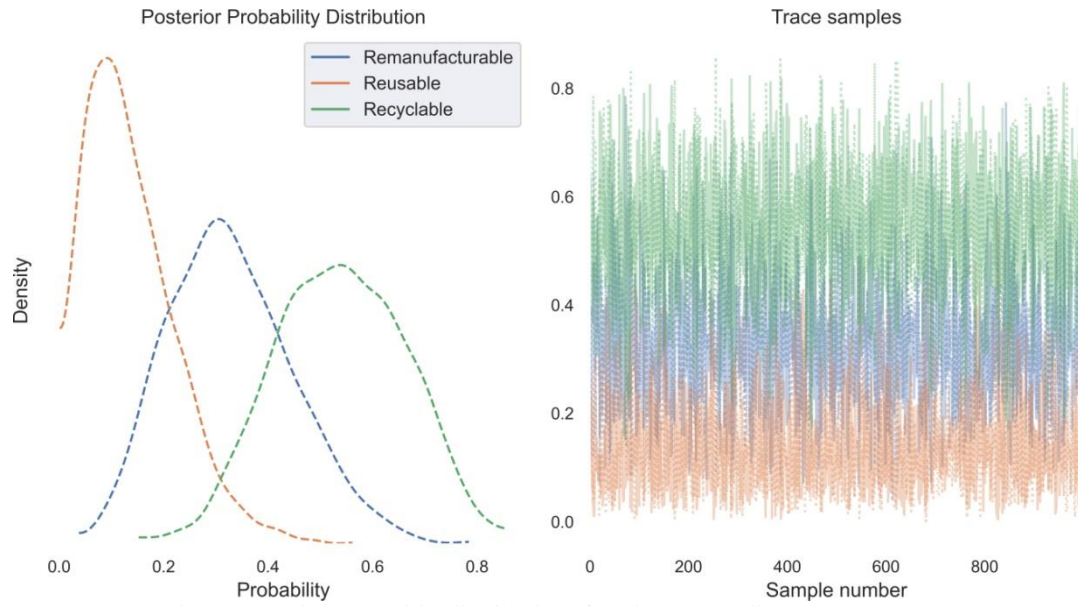 Posterior Probability Distribution
Remanufacturable
Reusable
Recyclable
Density
0.0 0.2 0.4 0.6 0.8
Probability
Trace samples
0.8
0.6
0.4
0.2
0.0
0 200 400 600 800
Sample number